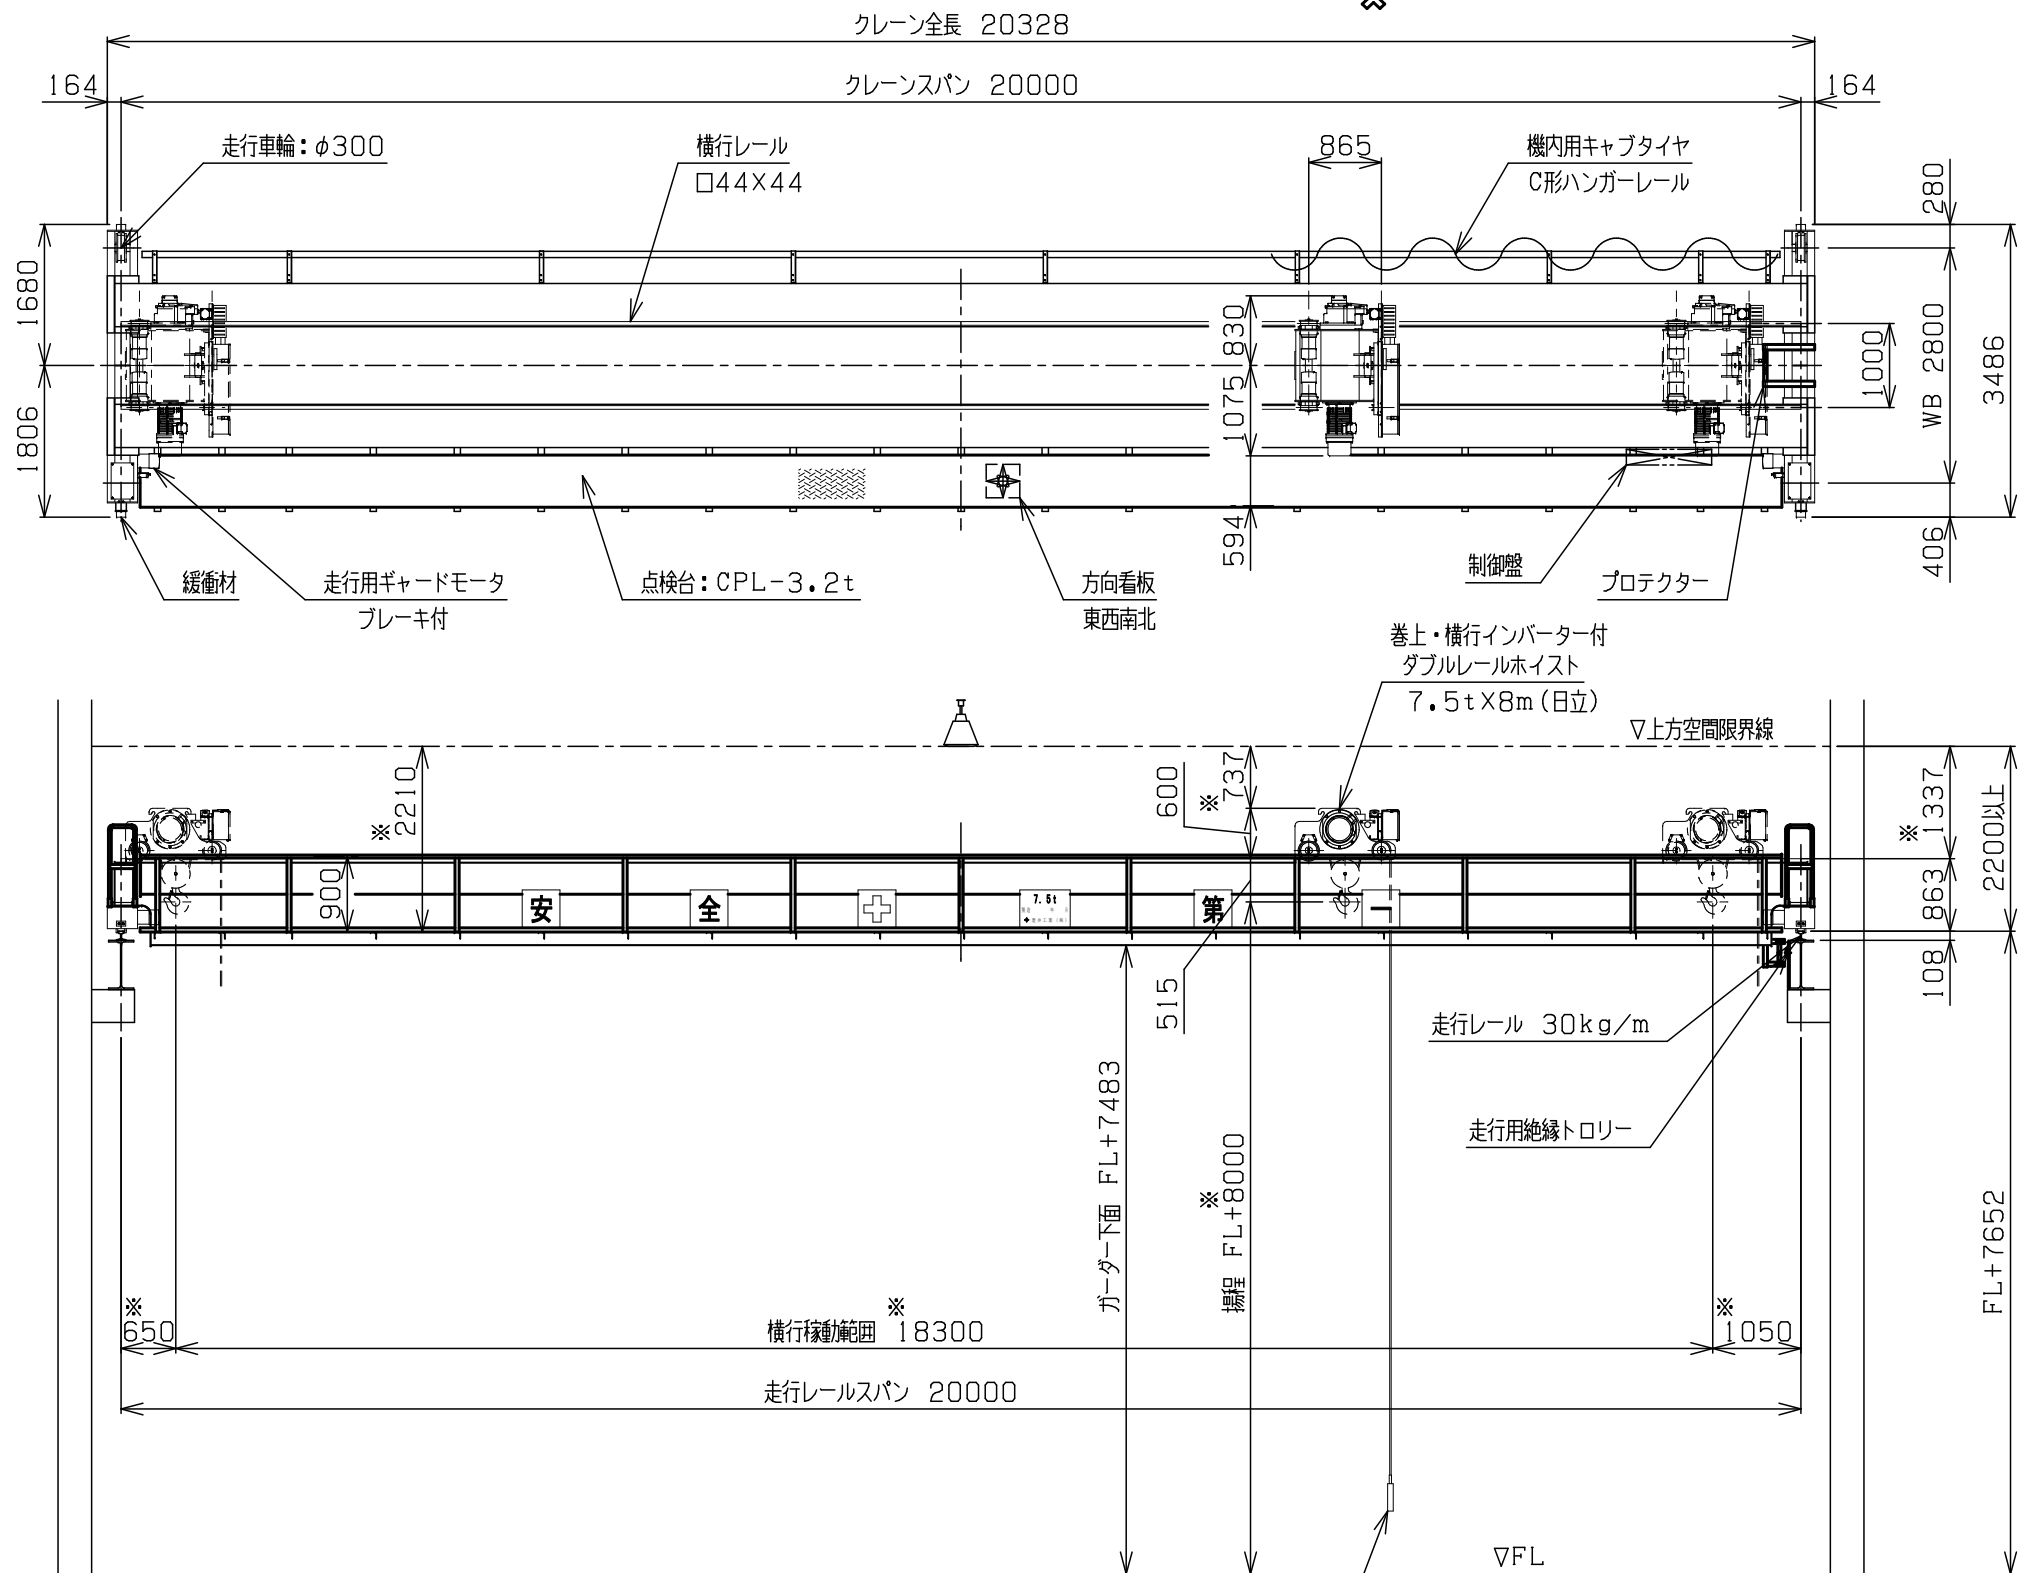 ※
クレーン全長 20328
164
クレーンスパン 20000
164
走行車輪：φ300
横行レール
□44X44
865
機内用キャブタイヤ
C形ハンガーレール
280
1680
1806
830
1075
594
1000
WB 2800
3486
406
緩衝材
走行用ギャードモータ
ブレーキ付
点検台：CPL-3.2t
方向看板
東西南北
制御盤
プロテクター
巻上・横行インバーター付
ダブルレールホイスト
7.5tX8m(日立)
▽上方空間限界線
※
2210
600
※
737
※
1337
2200以上
900
863
安
全
7.5t
第
一
108
515
走行レール 30kg/m
走行用絶縁トロリー
ガーダー下面 FL+7483
※
揚程 FL+8000
FL+7652
※
650
※
横行稼動範囲 18300
※
1050
走行レールスパン 20000
▽FL